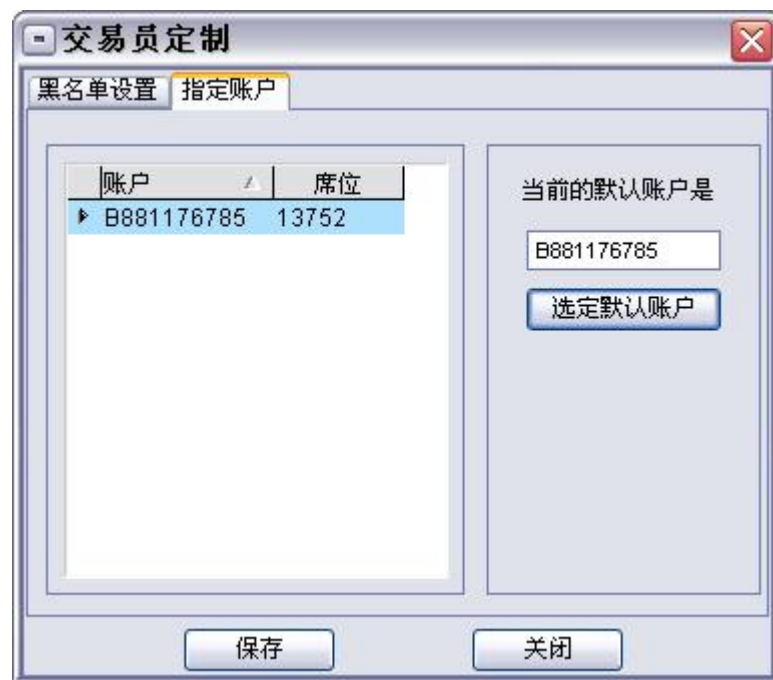 交易员定制
黑名单设置 指定账户
账户 席位
B881176785 13752
当前的默认账户是
B881176785
选定默认账户
保存 关闭